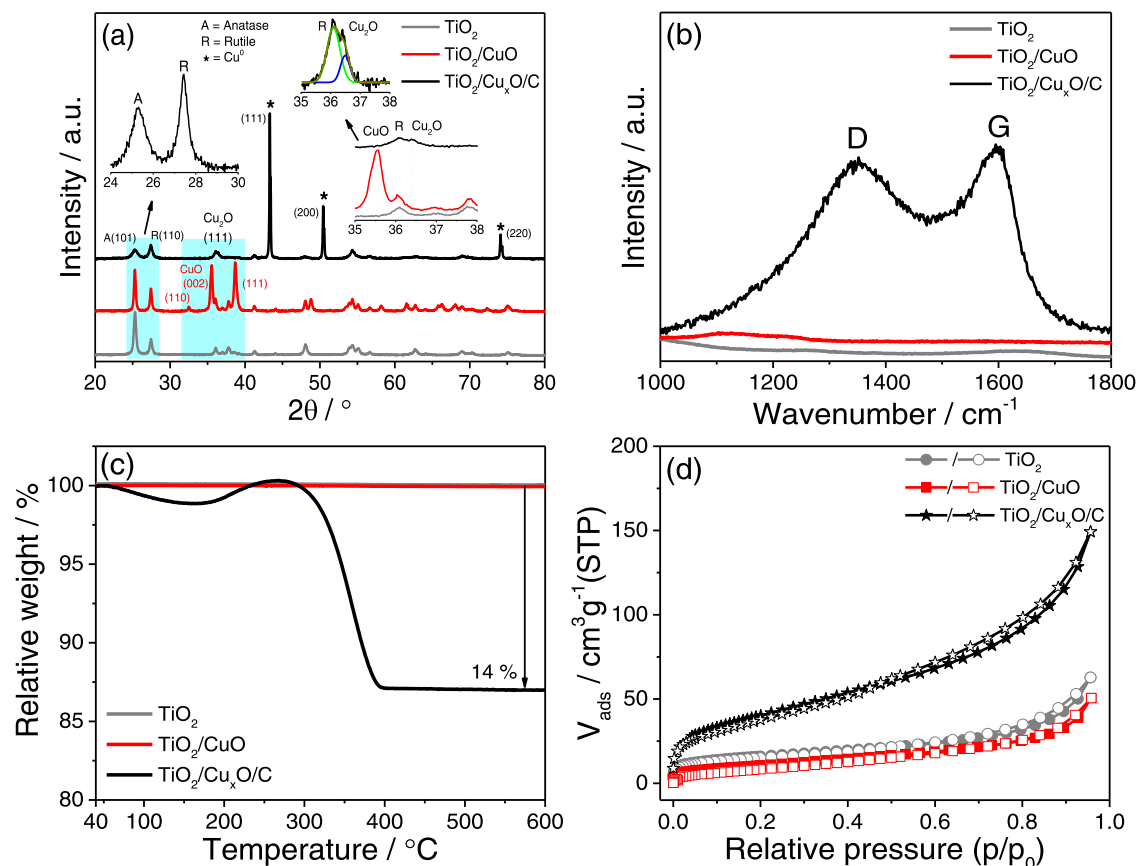 (a)
A = Anatase
R = Rutile
* = Cu⁰
R Cu₂O
35 36 37 38
TiO₂
TiO₂/CuO
TiO₂/CuₓO/C
A
R
24 25 26 27 28 29 30
(111)
*
CuO
R
Cu₂O
35 36 37 38
(200)
*
*
(220)
Cu₂O
(111)
A(101)
R(110)
CuO
(002)
(110)
(111)
Intensity / a.u.
20 30 40 50 60 70 80
2θ / °
(b)
TiO₂
TiO₂/CuO
TiO₂/CuₓO/C
D
G
Intensity / a.u.
1000 1200 1400 1600 1800
Wavenumber / cm⁻¹
(c)
100
95
90
85
80
Relative weight / %
14 %
TiO₂
TiO₂/CuO
TiO₂/CuₓO/C
40 100 200 300 400 500 600
Temperature / °C
(d)
200
150
100
50
0
V_ads / cm³g⁻¹(STP)
/ TiO₂
/ TiO₂/CuO
/ TiO₂/CuₓO/C
0.0 0.2 0.4 0.6 0.8 1.0
Relative pressure (p/p₀)